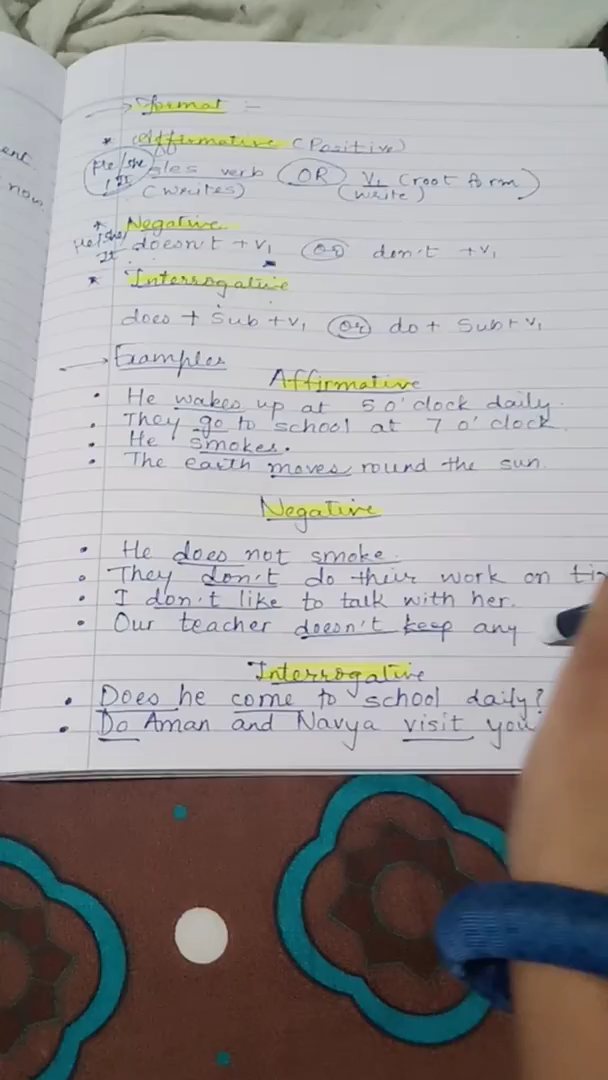 ent.
now
→ Format :-
* Affirmative (Positive)
He/she/It s/es verb (OR) V1 (root form)
(writes) (write)
* Negative
He/she/It doesn't + V1 (OR) don't + V1
* Interrogative
does + Sub + V1 (OR) do + Sub + V1
→ Examples
Affirmative
• He wakes up at 5 o'clock daily.
• They go to school at 7 o'clock
• He smokes.
• The earth moves round the sun.
Negative
• He does not smoke.
• They don't do their work on
• I don't like to talk with her.
• Our teacher doesn't keep any
Interrogative
• Does he come to school daily?
• Do Aman and Navya visit you